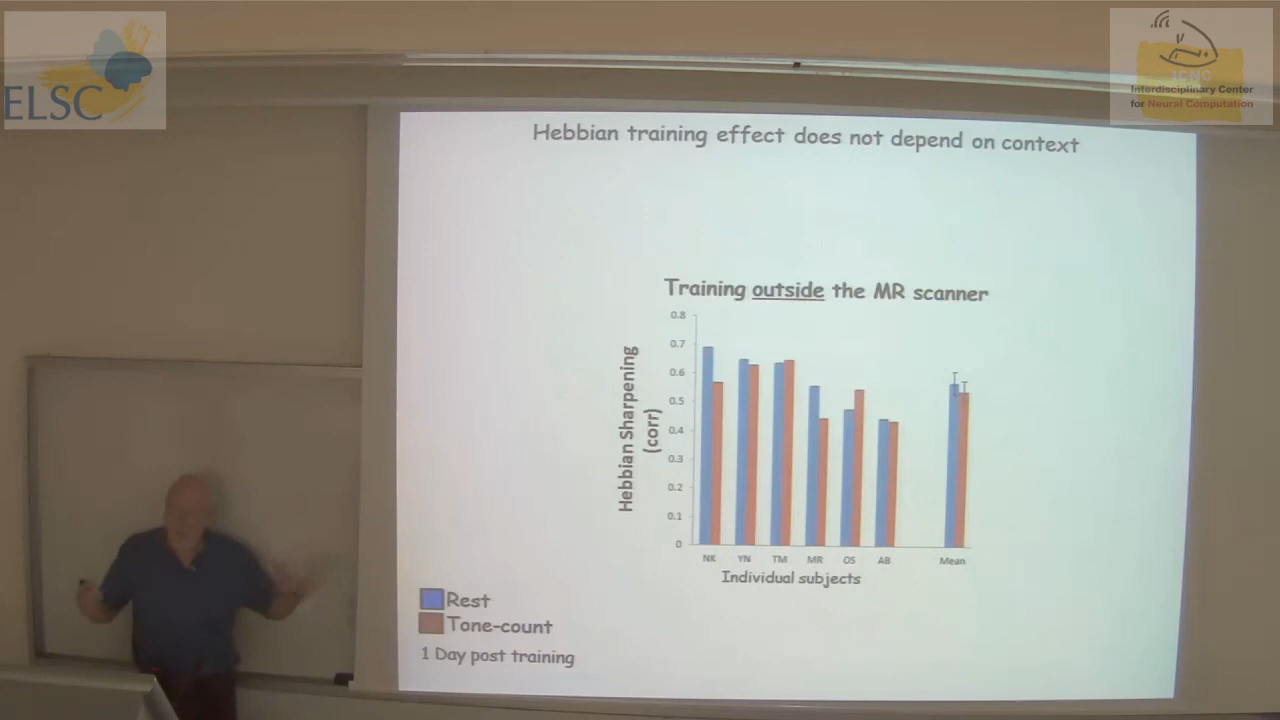 ELSC
ICNC
Interdisciplinary Center
for Neural Computation
Hebbian training effect does not depend on context
Training outside the MR scanner
Hebbian Sharpening
(corr)
0.8
0.7
0.6
0.5
0.4
0.3
0.2
0.1
0
NK YN TM MR OS AB Mean
Individual subjects
Rest
Tone-count
1 Day post training